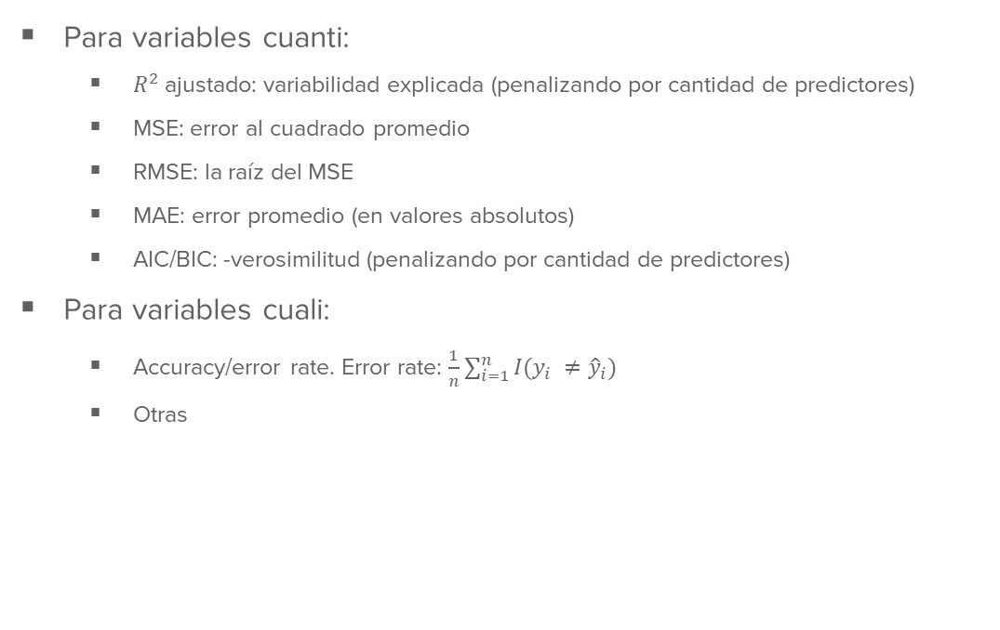 ▪ Para variables cuanti:
▪ R² ajustado: variabilidad explicada (penalizando por cantidad de predictores)
▪ MSE: error al cuadrado promedio
▪ RMSE: la raíz del MSE
▪ MAE: error promedio (en valores absolutos)
▪ AIC/BIC: -verosimilitud (penalizando por cantidad de predictores)
▪ Para variables cuali:
▪ Accuracy/error rate. Error rate: $\frac{1}{n}\sum_{i=1}^{n} I(y_i \neq \hat{y}_i)$
▪ Otras